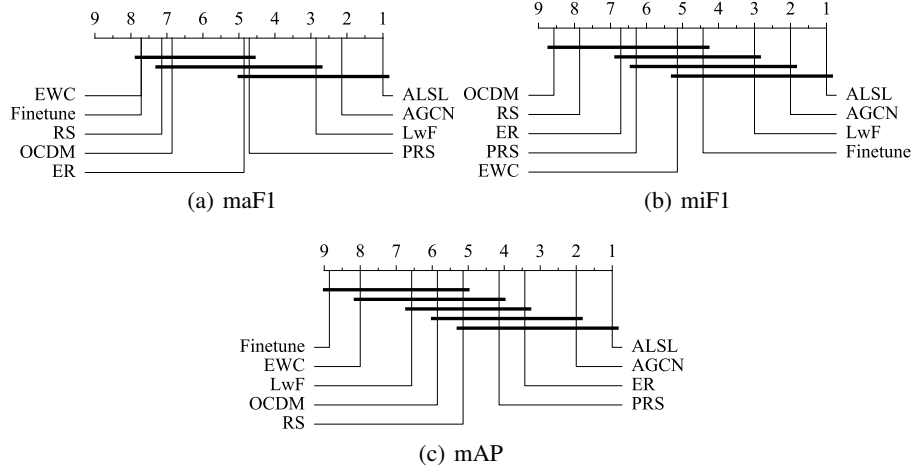 9 8 7 6 5 4 3 2 1
EWC ALSL
Finetune AGCN
RS LwF
OCDM PRS
ER
(a) maF1
9 8 7 6 5 4 3 2 1
OCDM ALSL
RS AGCN
ER LwF
PRS Finetune
EWC
(b) miF1
9 8 7 6 5 4 3 2 1
Finetune ALSL
EWC AGCN
LwF ER
OCDM PRS
RS
(c) mAP